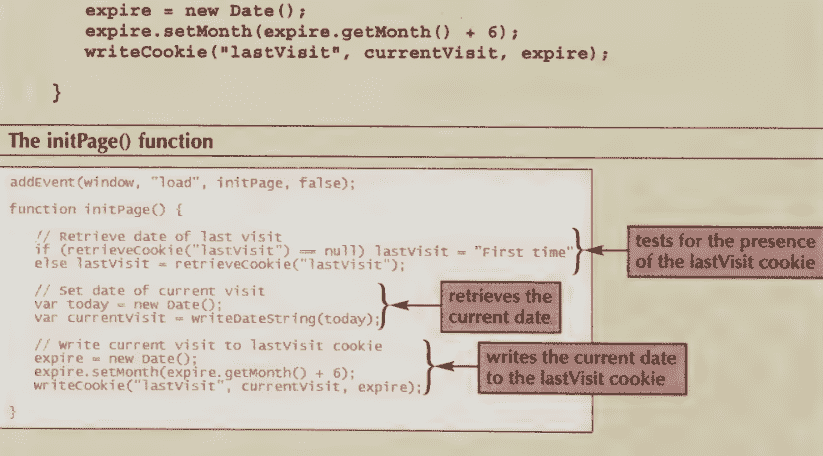 expire = new Date();
expire.setMonth(expire.getMonth() + 6);
writeCookie("lastVisit", currentVisit, expire);
}
The initPage() function
addEvent(window, "load", initPage, false);
function initPage() {
// Retrieve date of last visit
if (retrieveCookie("lastVisit") == null) lastVisit = "First time"
else lastVisit = retrieveCookie("lastVisit");
tests for the presence
of the lastVisit cookie
// Set date of current visit
var today = new Date();
var currentVisit = writeDateString(today);
retrieves the
current date
// Write current visit to lastVisit cookie
expire = new Date();
expire.setMonth(expire.getMonth() + 6);
writeCookie("lastVisit", currentVisit, expire);
writes the current date
to the lastVisit cookie
}